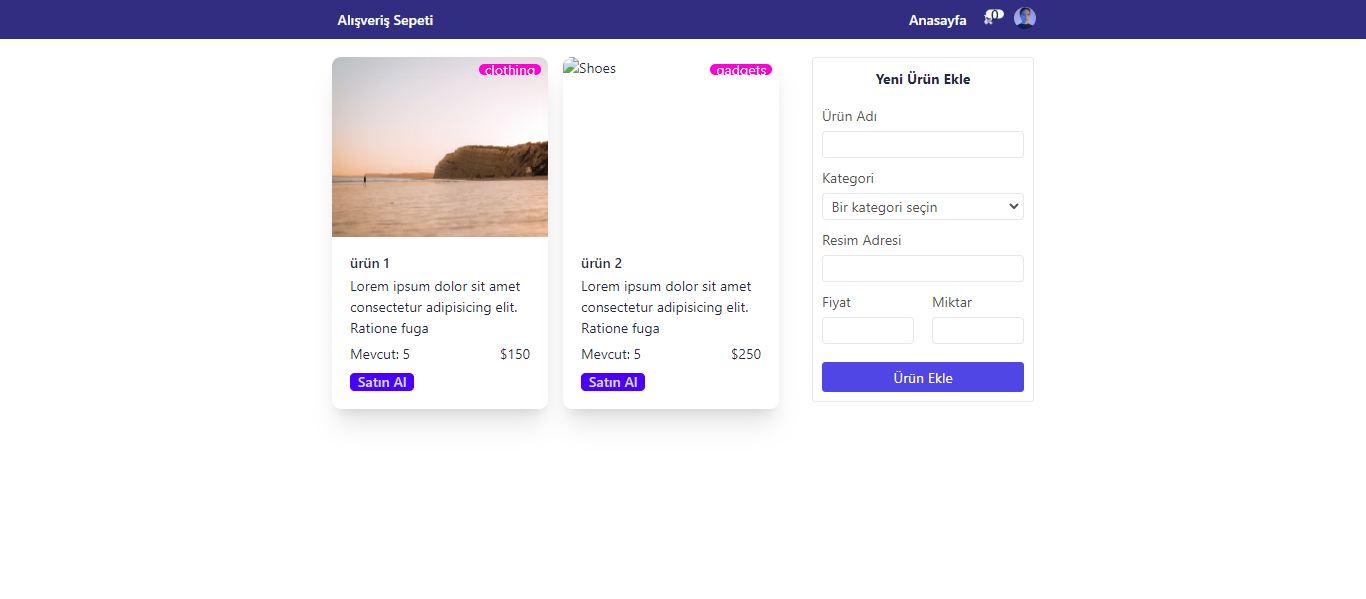 Alışveriş Sepeti
Anasayfa
0
clothing
ürün 1
Lorem ipsum dolor sit amet
consectetur adipisicing elit.
Ratione fuga
Mevcut: 5 $150
Satın Al
Shoes
gadgets
ürün 2
Lorem ipsum dolor sit amet
consectetur adipisicing elit.
Ratione fuga
Mevcut: 5 $250
Satın Al
Yeni Ürün Ekle
Ürün Adı
Kategori
Bir kategori seçin
Resim Adresi
Fiyat Miktar
Ürün Ekle